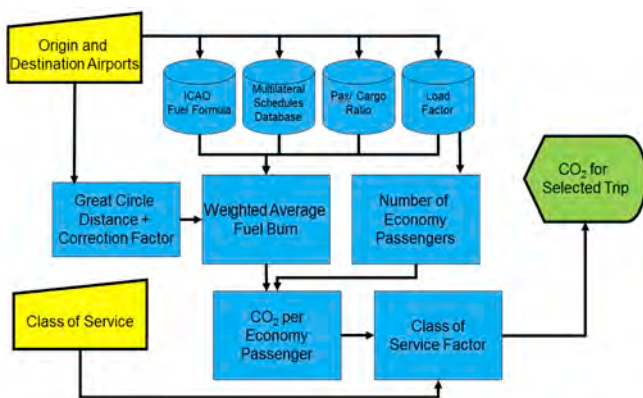 Origin and
Destination Airports
ICAO
Fuel Formula
Multilateral
Schedules
Database
Pax/ Cargo
Ratio
Load
Factor
CO₂ for
Selected Trip
Great Circle
Distance +
Correction Factor
Weighted Average
Fuel Burn
Number of
Economy
Passengers
Class of Service
CO₂ per
Economy
Passenger
Class of
Service Factor